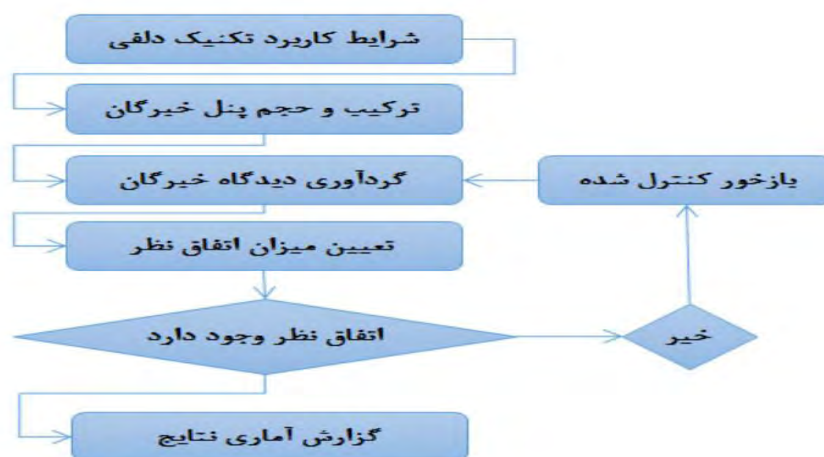 شرایط کاربرد تکنیک دلفی
ترکیب و حجم پنل خبرگان
گردآوری دیدگاه خبرگان
بازخور کنترل شده
تعیین میزان اتفاق نظر
اتفاق نظر وجود دارد
خیر
گزارش آماری نتایج